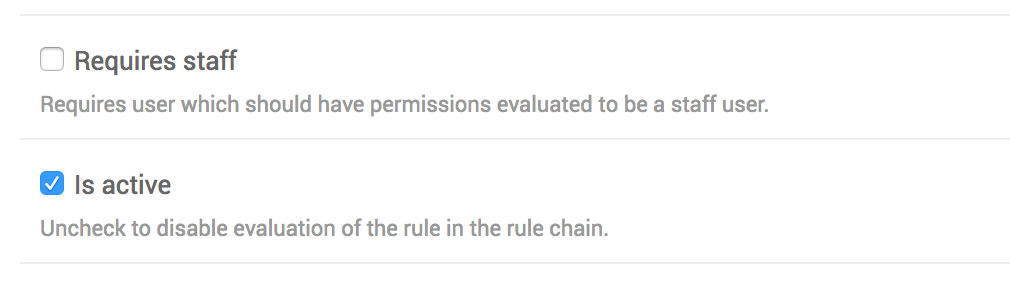 Requires staff
Requires user which should have permissions evaluated to be a staff user.
Is active
Uncheck to disable evaluation of the rule in the rule chain.